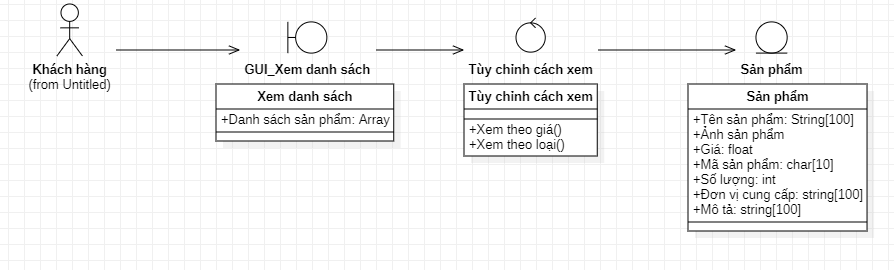 Khách hàng
(from Untitled)
GUI_Xem danh sách
Xem danh sách
+Danh sách sản phẩm: Array
Tùy chỉnh cách xem
Tùy chỉnh cách xem
+Xem theo giá()
+Xem theo loại()
Sản phẩm
Sản phẩm
+Tên sản phẩm: String[100]
+Ảnh sản phẩm
+Giá: float
+Mã sản phẩm: char[10]
+Số lượng: int
+Đơn vị cung cấp: string[100]
+Mô tả: string[100]